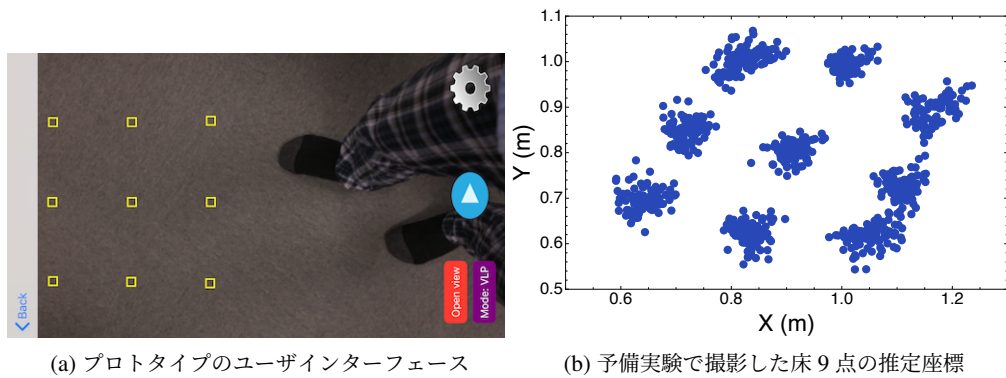 Back
Open view
Mode: VLP
1.1
1.0
0.9
0.8
0.7
0.6
0.5
Y (m)
0.6
0.8
1.0
1.2
X (m)
(a) プロトタイプのユーザインターフェース
(b) 予備実験で撮影した床 9 点の推定座標